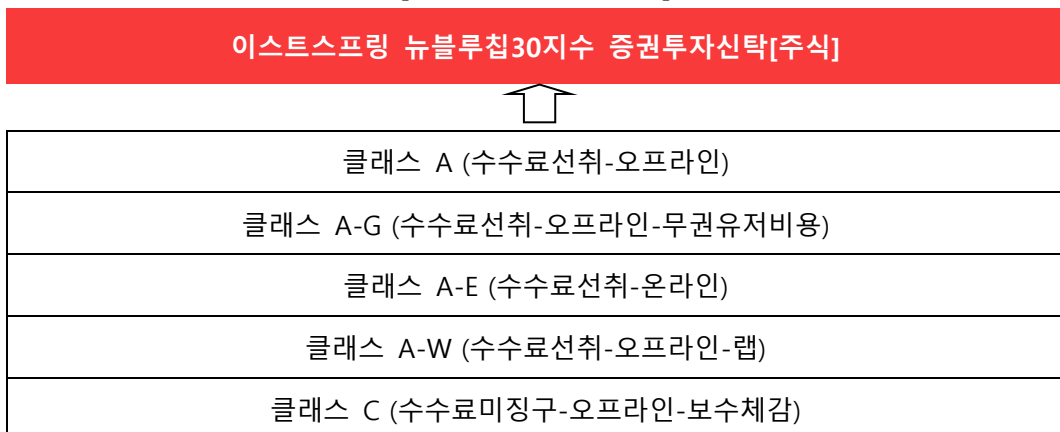 이스트스프링 뉴블루칩30지수 증권투자신탁[주식]
클래스 A (수수료선취-오프라인)
클래스 A-G (수수료선취-오프라인-무권유저비용)
클래스 A-E (수수료선취-온라인)
클래스 A-W (수수료선취-오프라인-랩)
클래스 C (수수료미징구-오프라인-보수체감)